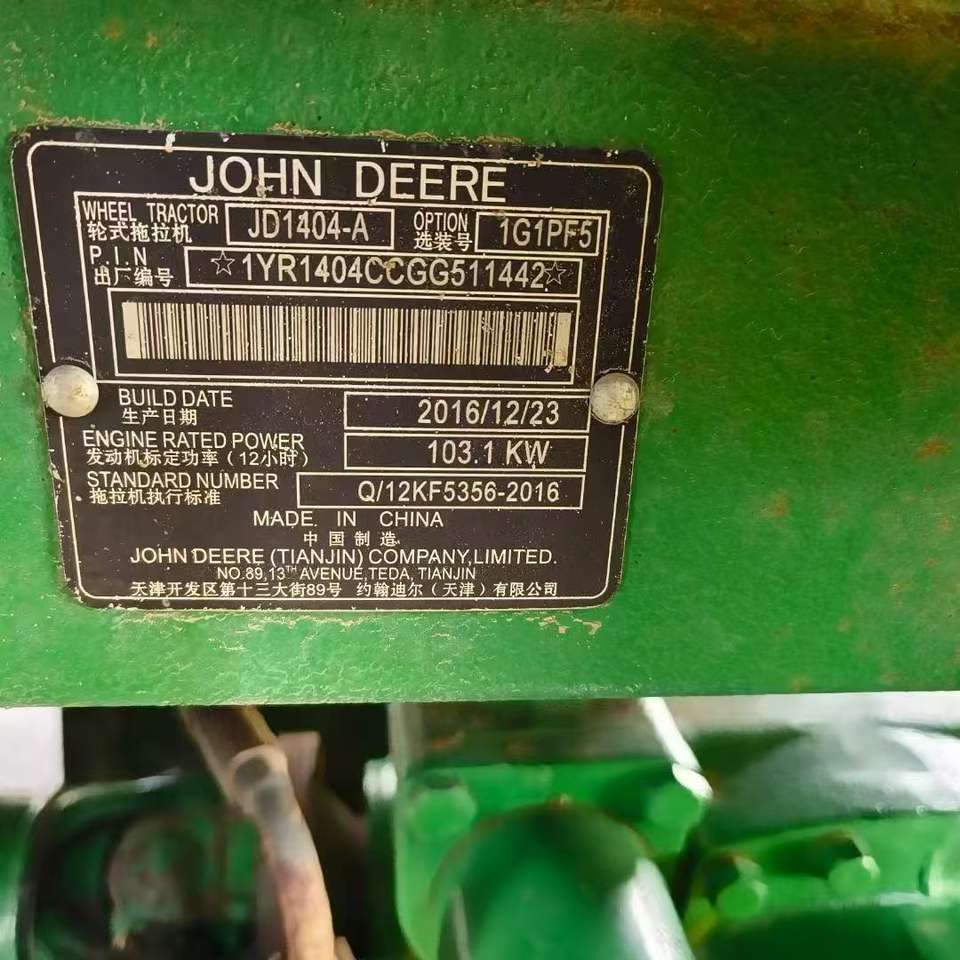 JOHN DEERE
WHEEL TRACTOR JD1404-A OPTION 1G1PF5
轮式拖拉机 选装号
P.I.N ☆1YR1404CCGG511442☆
出厂编号
BUILD DATE 2016/12/23
生产日期
ENGINE RATED POWER 103.1 KW
发动机标定功率(12小时)
STANDARD NUMBER Q/12KF5356-2016
拖拉机执行标准
MADE IN CHINA
中国制造
JOHN DEERE (TIANJIN) COMPANY,LIMITED.
NO.89,13TH AVENUE,TEDA, TIANJIN
天津开发区第十三大街89号 约翰迪尔(天津)有限公司